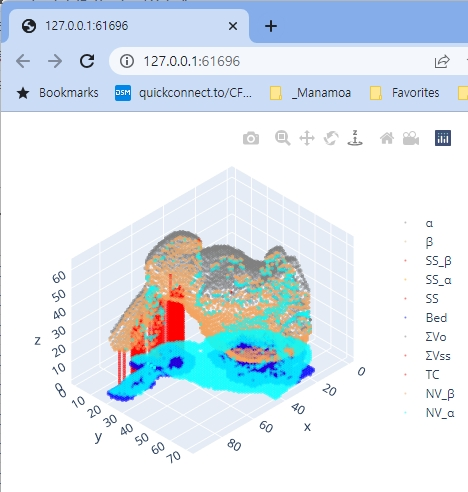 127.0.0.1:61696
127.0.0.1:61696
Bookmarks
DSM
quickconnect.to/CF...
_Manamoa
Favorites
z
60
50
40
30
20
10
0
0
10
20
30
40
50
60
70
y
80
60
40
20
0
x
α
β
SS_β
SS_α
SS
Bed
ΣVo
ΣVss
TC
NV_β
NV_α